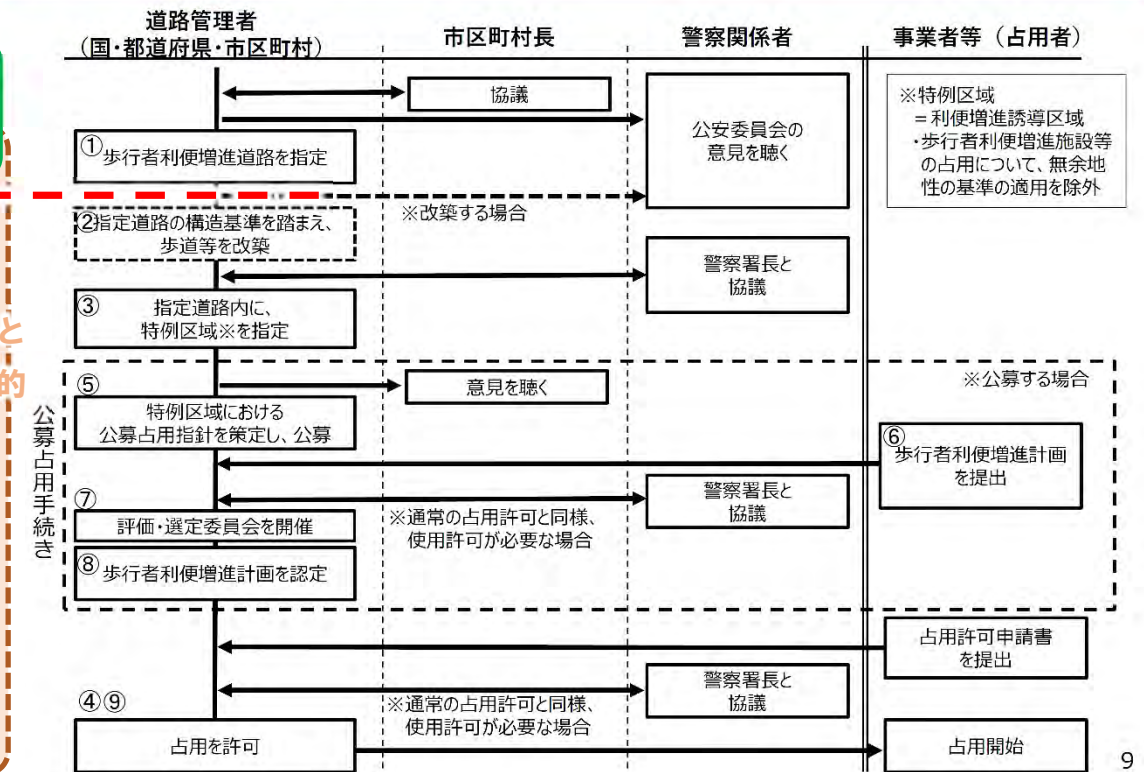 道路管理者
（国・都道府県・市区町村）
市区町村長
警察関係者
事業者等（占用者）
協議
公安委員会の
意見を聴く
※特例区域
＝利便増進誘導区域
・歩行者利便増進施設等
の占用について、無余地
性の基準の適用を除外
①歩行者利便増進道路を指定
※改築する場合
②指定道路の構造基準を踏まえ、
歩道等を改築
警察署長と
協議
③
指定道路内に、
特例区域※を指定
と
的
公募占用手続き
※公募する場合
⑤
意見を聴く
特例区域における
公募占用指針を策定し、公募
⑥
歩行者利便増進計画
を提出
⑦
評価・選定委員会を開催
※通常の占用許可と同様、
使用許可が必要な場合
警察署長と
協議
⑧歩行者利便増進計画を認定
占用許可申請書
を提出
警察署長と
協議
④⑨
※通常の占用許可と同様、
使用許可が必要な場合
占用を許可
占用開始
9